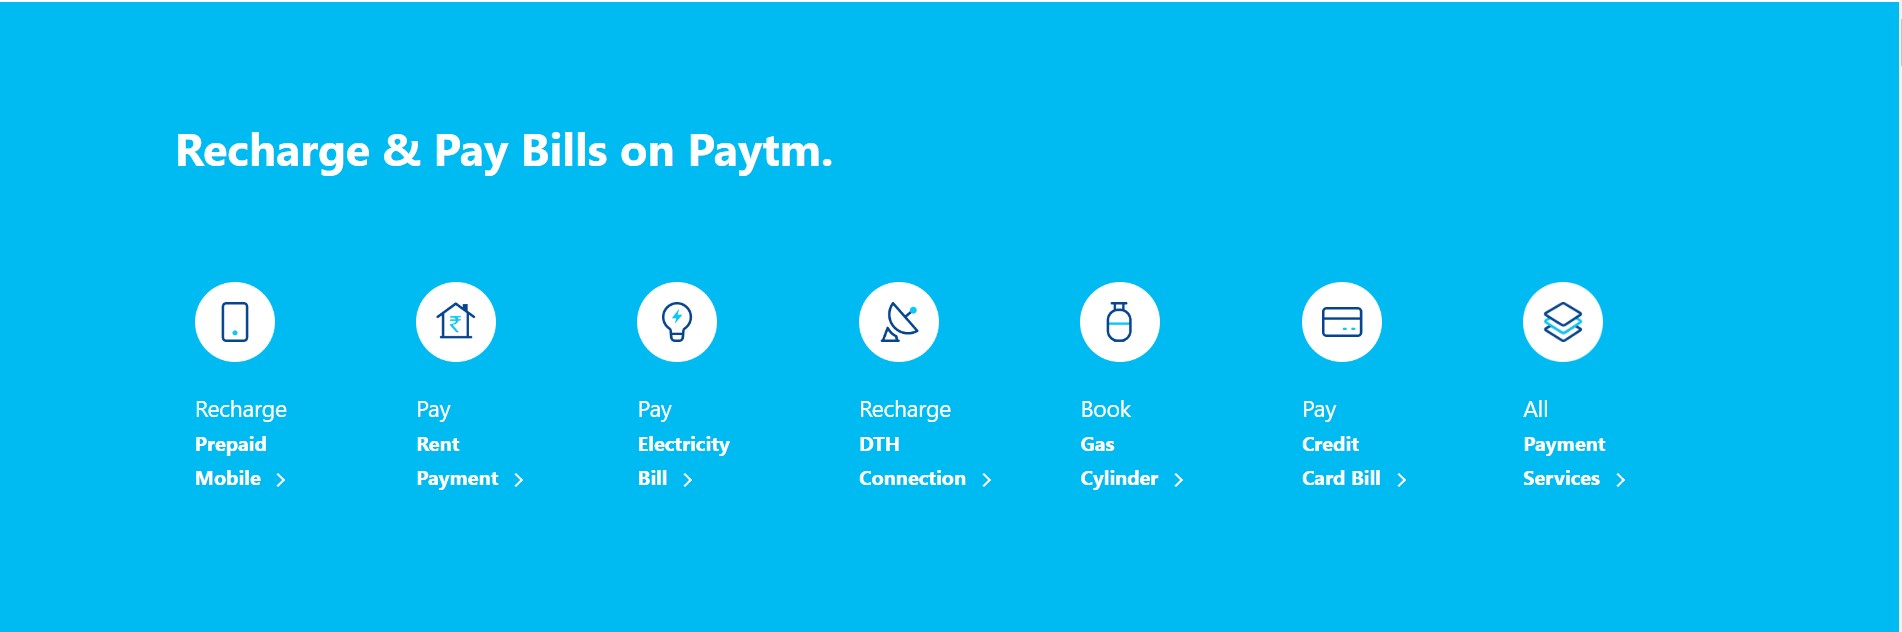 Recharge & Pay Bills on Paytm.
₹
Recharge
Prepaid
Mobile
Pay
Rent
Payment
Pay
Electricity
Bill
Recharge
DTH
Connection
Book
Gas
Cylinder
Pay
Credit
Card Bill
All
Payment
Services